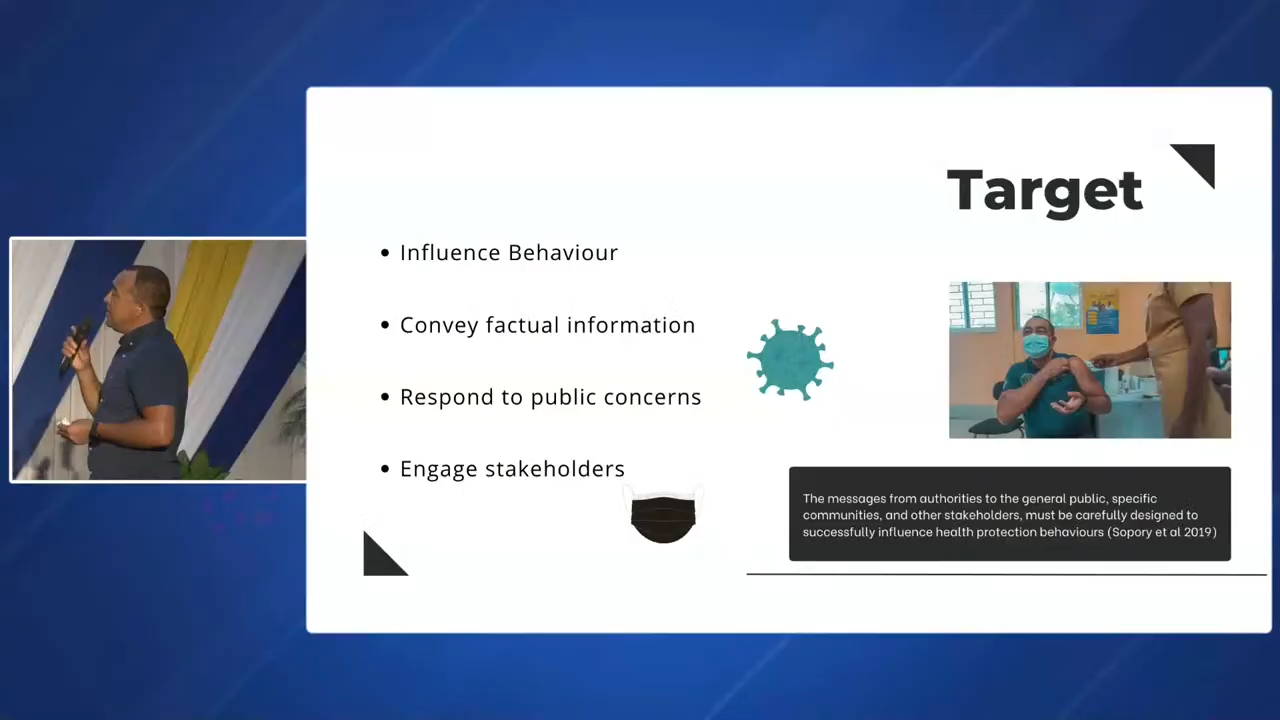 Target
Influence Behaviour
Convey factual information
Respond to public concerns
Engage stakeholders
The messages from authorities to the general public, specific
communities, and other stakeholders, must be carefully designed to
successfully influence health protection behaviours (Sopory et al 2019)